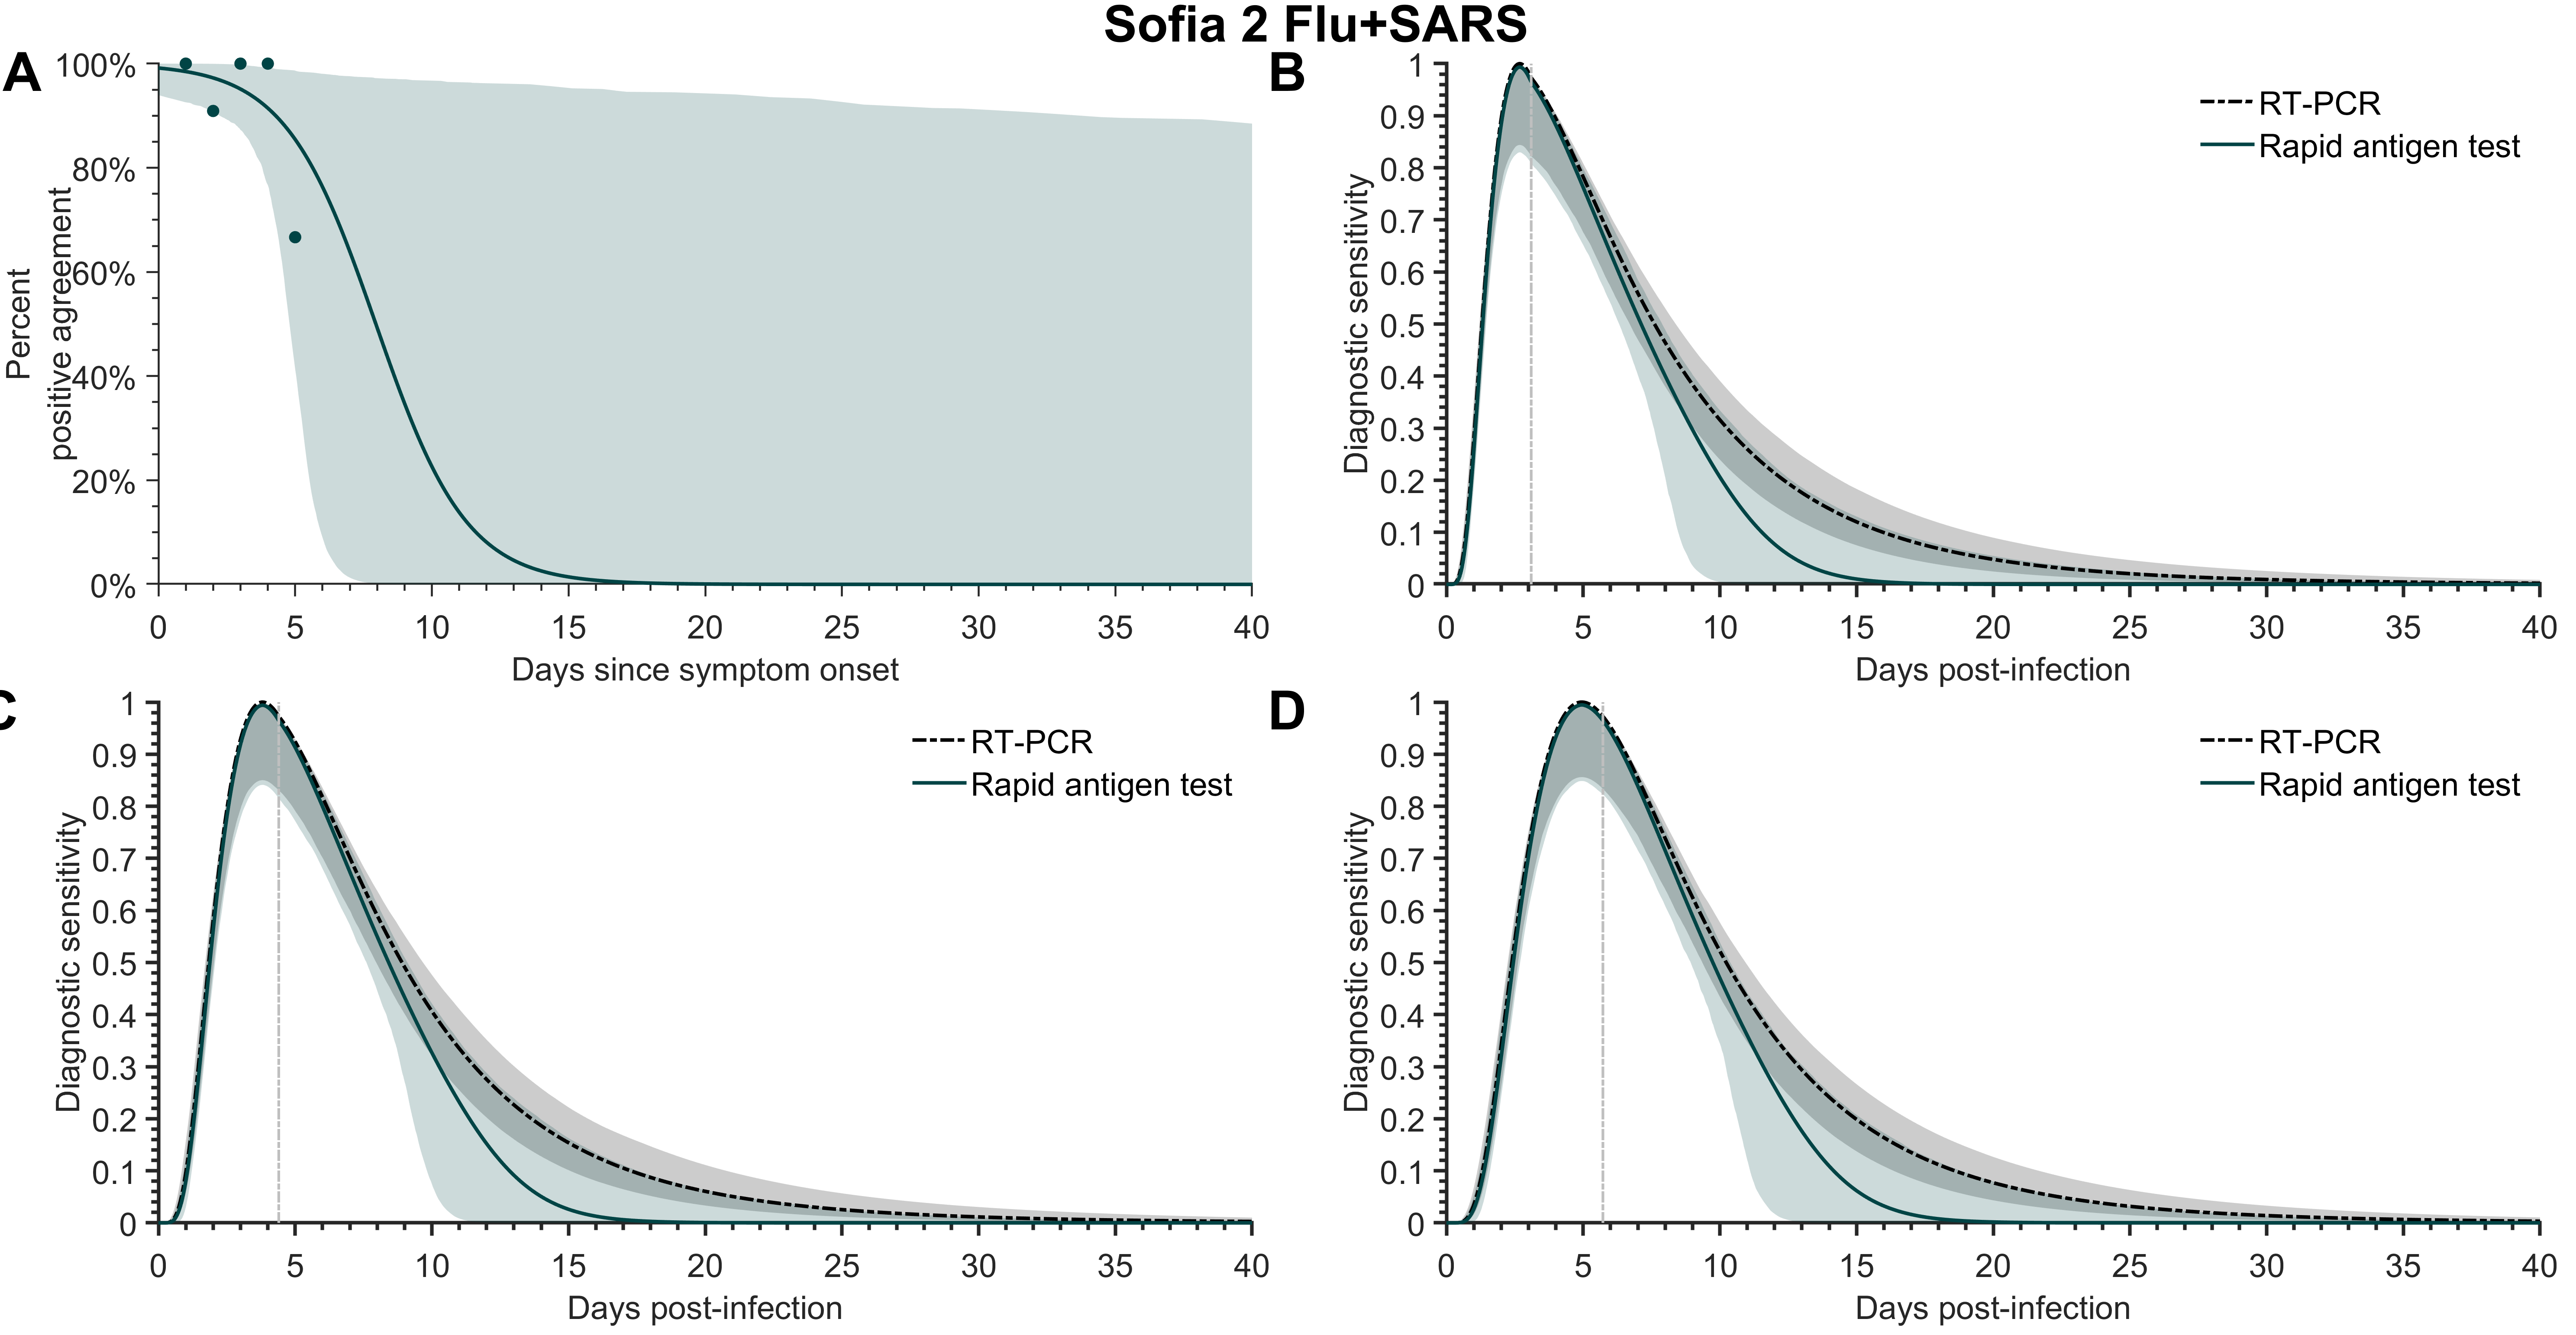 Sofia 2 Flu+SARS
A
100%
80%
60%
40%
20%
0%
Percent
positive agreement
0 5 10 15 20 25 30 35 40
Days since symptom onset
B
1
0.9
0.8
0.7
0.6
0.5
0.4
0.3
0.2
0.1
0
Diagnostic sensitivity
RT-PCR
Rapid antigen test
0 5 10 15 20 25 30 35 40
Days post-infection
C
1
0.9
0.8
0.7
0.6
0.5
0.4
0.3
0.2
0.1
0
Diagnostic sensitivity
RT-PCR
Rapid antigen test
0 5 10 15 20 25 30 35 40
Days post-infection
D
1
0.9
0.8
0.7
0.6
0.5
0.4
0.3
0.2
0.1
0
Diagnostic sensitivity
RT-PCR
Rapid antigen test
0 5 10 15 20 25 30 35 40
Days post-infection